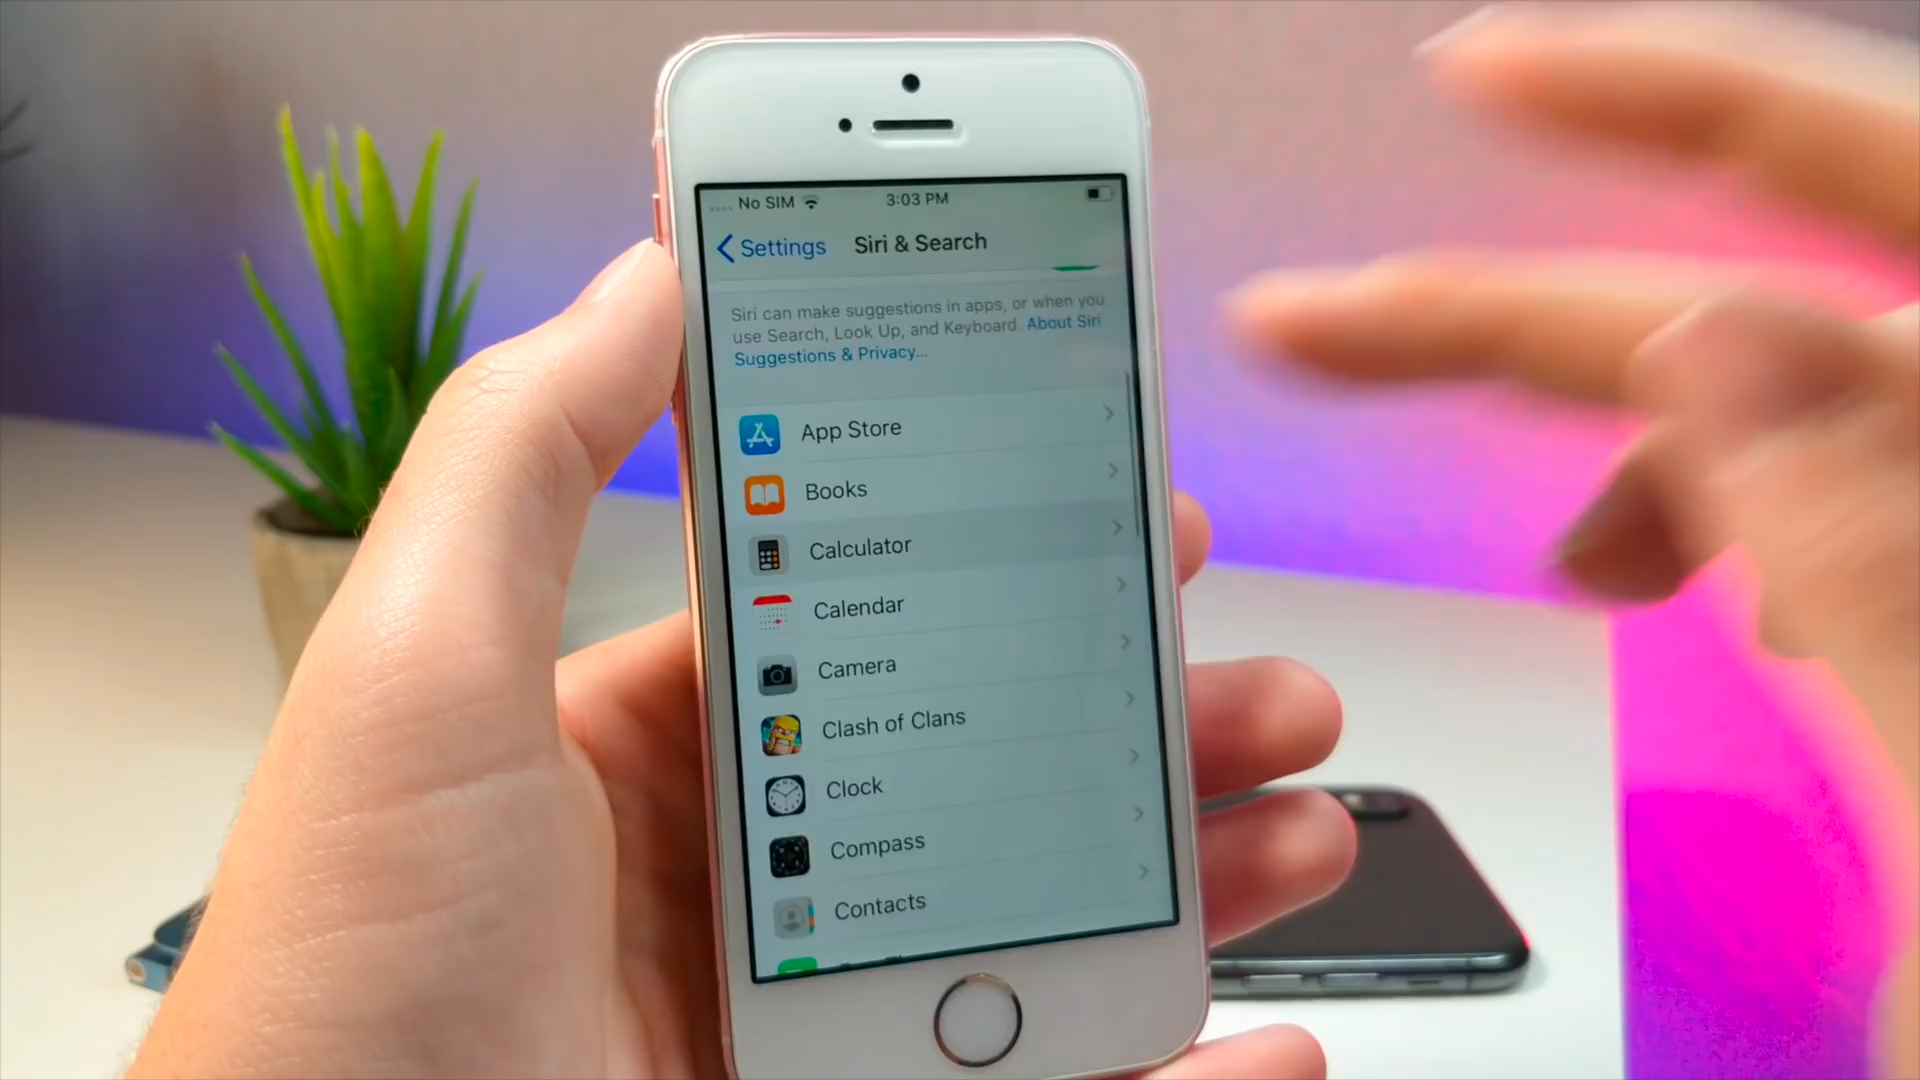 No SIM 3:03 PM
Settings Siri & Search
Siri can make suggestions in apps, or when you
use Search, Look Up, and Keyboard. About Siri
Suggestions & Privacy...
App Store
Books
Calculator
Calendar
Camera
Clash of Clans
Clock
Compass
Contacts